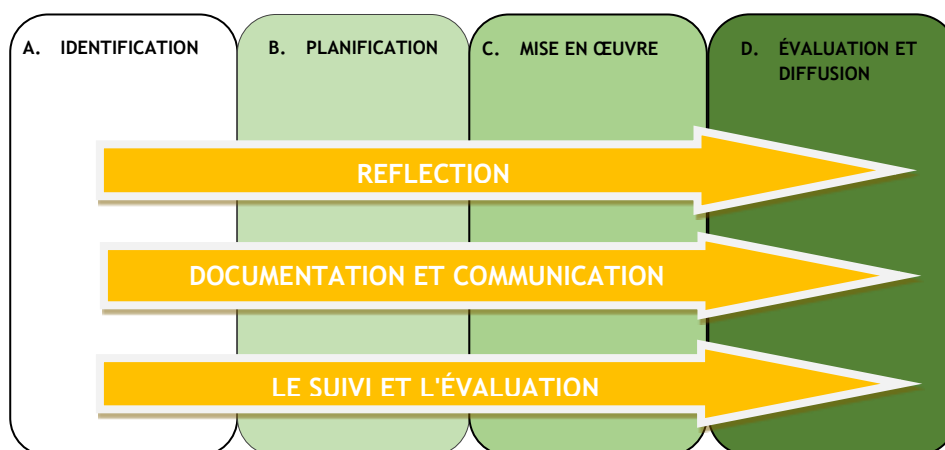 A. IDENTIFICATION
B. PLANIFICATION
C. MISE EN ŒUVRE
D. ÉVALUATION ET
DIFFUSION
REFLECTION
DOCUMENTATION ET COMMUNICATION
LE SUIVI ET L'ÉVALUATION